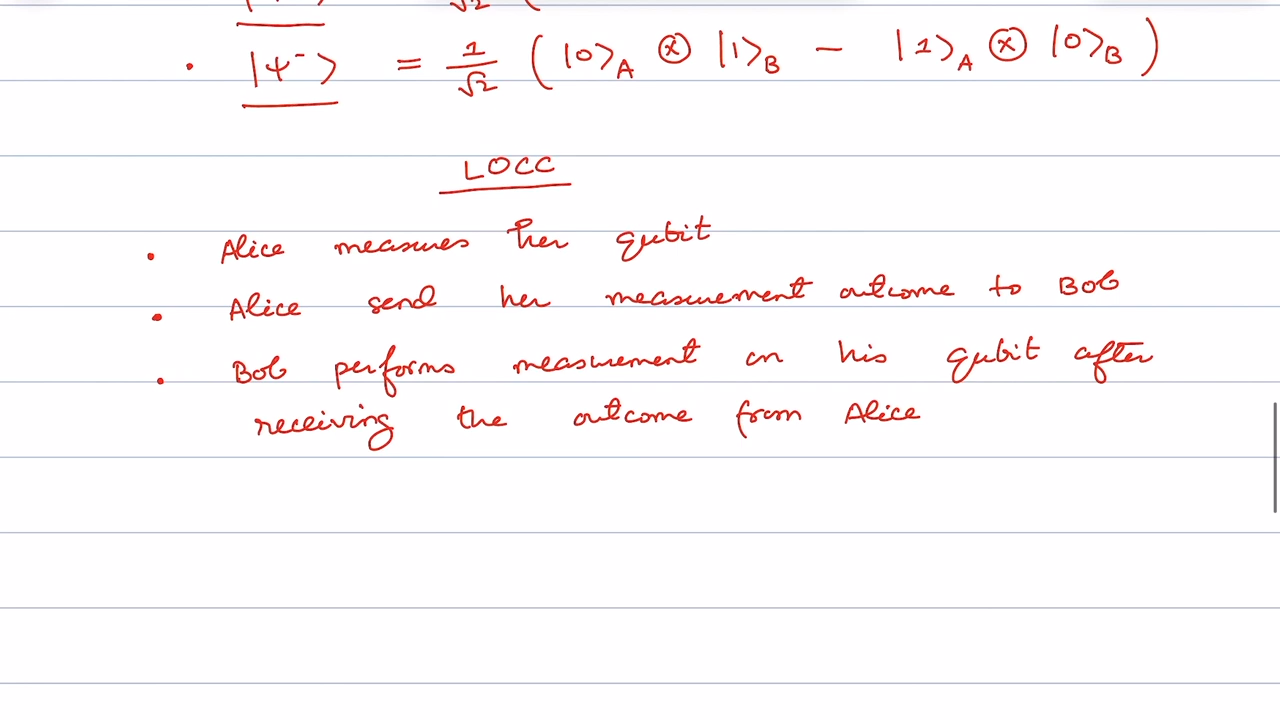 • |ψ⁻⟩ = 1/√2 ( |0⟩_A ⊗ |1⟩_B − |1⟩_A ⊗ |0⟩_B )
LOCC
• Alice measures her qubit
• Alice send her measurement outcome to Bob
• Bob performs measurement on his qubit after
receiving the outcome from Alice